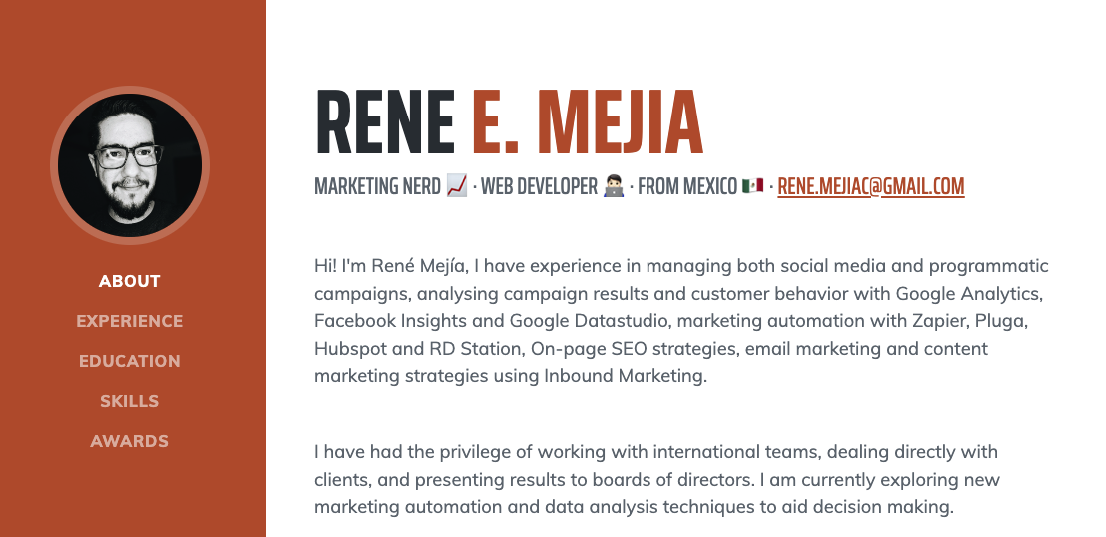 ABOUT
EXPERIENCE
EDUCATION
SKILLS
AWARDS
RENE E. MEJIA
MARKETING NERD 📈 · WEB DEVELOPER 👨🏻‍💻 · FROM MEXICO 🇲🇽 · RENE.MEJIAC@GMAIL.COM
Hi! I'm René Mejía, I have experience in managing both social media and programmatic
campaigns, analysing campaign results and customer behavior with Google Analytics,
Facebook Insights and Google Datastudio, marketing automation with Zapier, Pluga,
Hubspot and RD Station, On-page SEO strategies, email marketing and content
marketing strategies using Inbound Marketing.
I have had the privilege of working with international teams, dealing directly with
clients, and presenting results to boards of directors. I am currently exploring new
marketing automation and data analysis techniques to aid decision making.